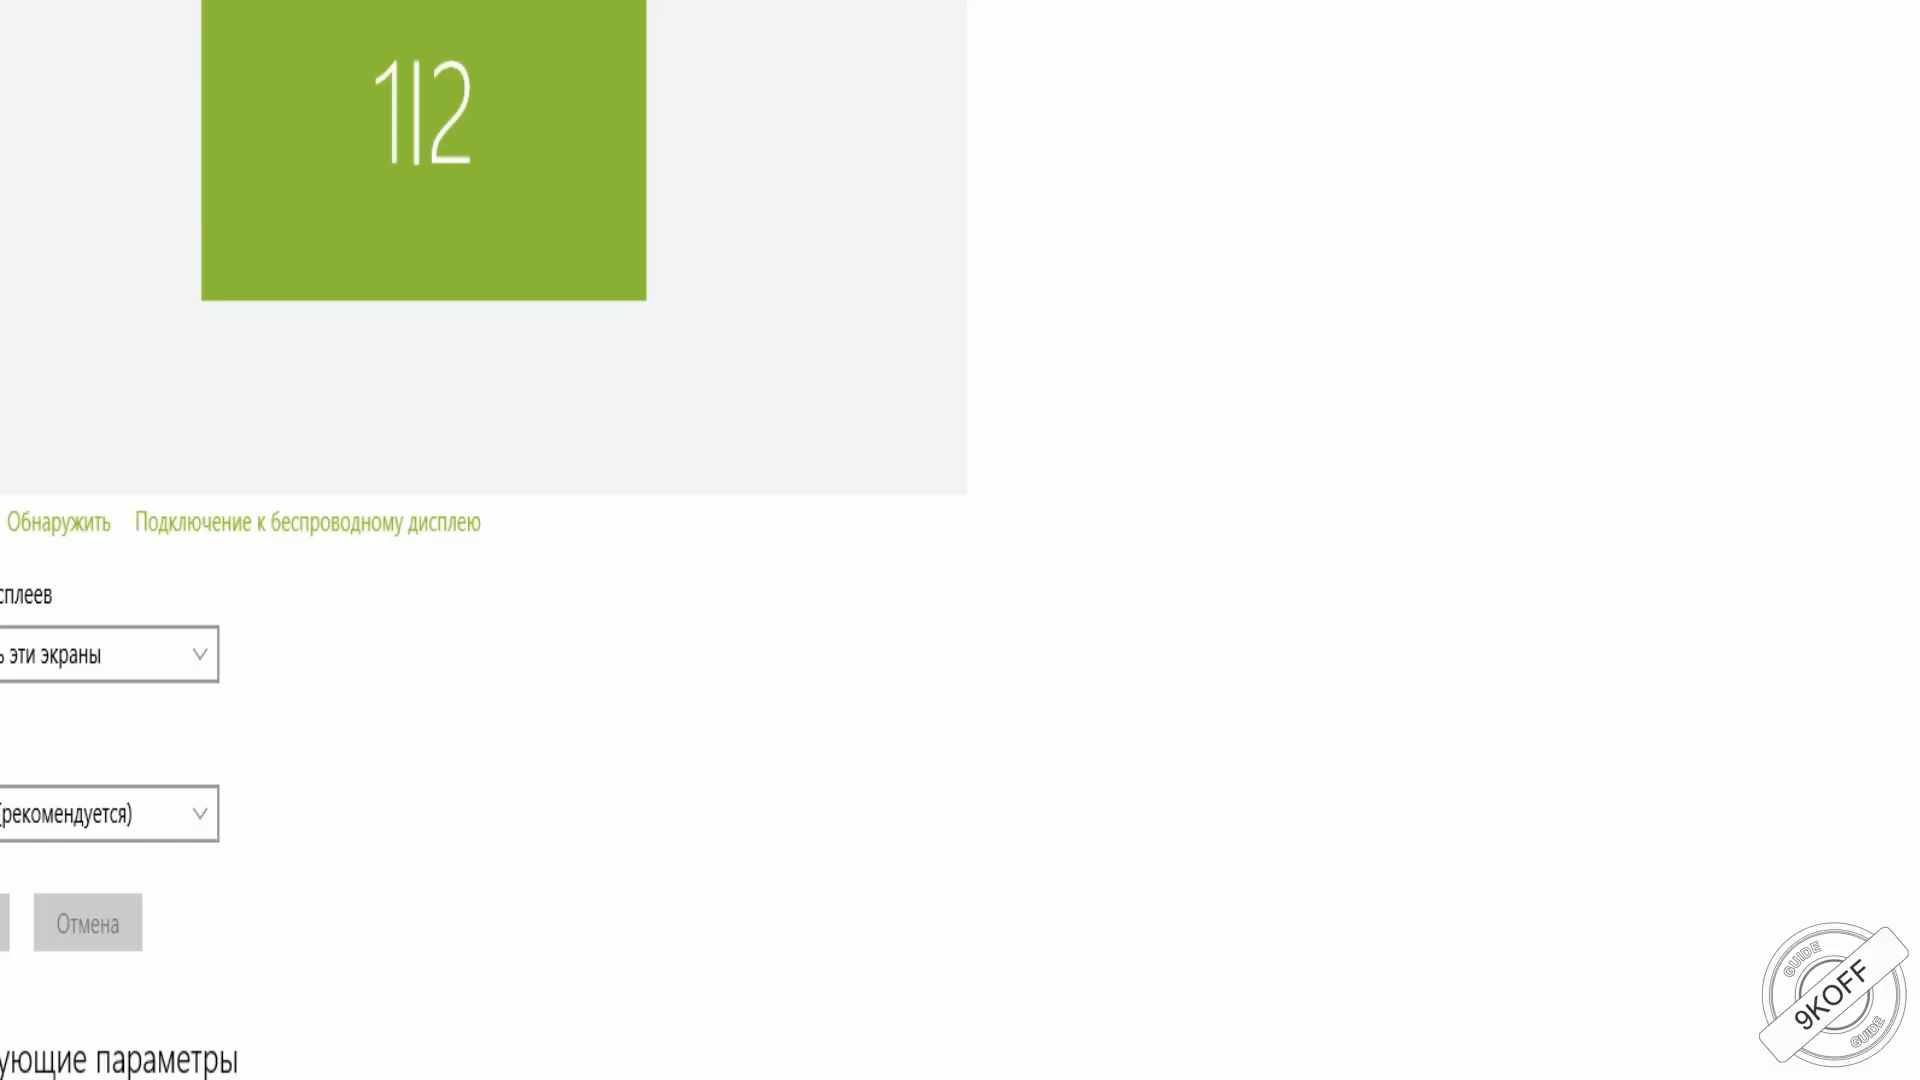 1|2
Обнаружить Подключение к беспроводному дисплею
сплеев
ь эти экраны
(рекомендуется)
Отмена
ующие параметры
GUIDE
9KOFF
GUIDE